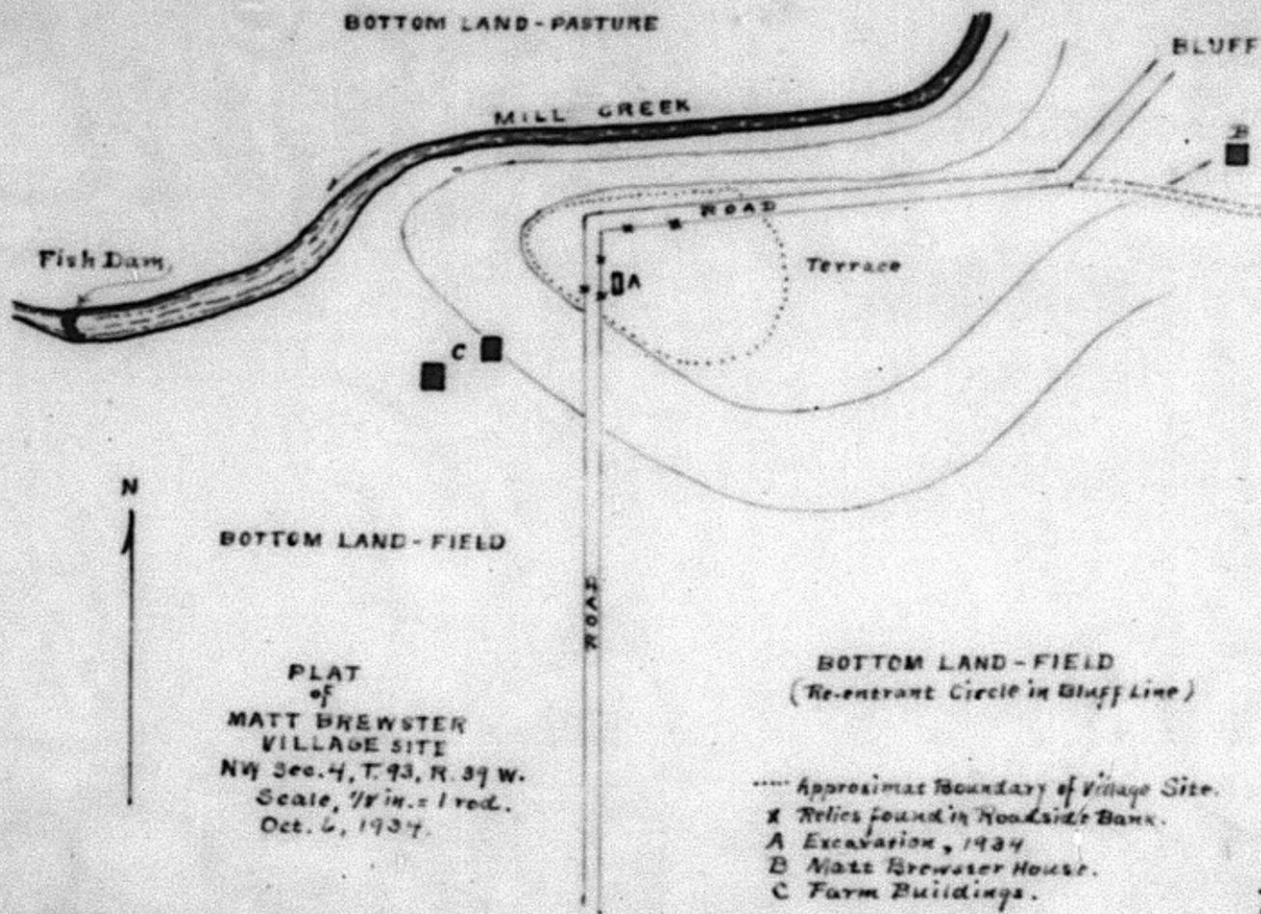 BOTTOM LAND - PASTURE
BLUFF
MILL CREEK
B
ROAD
Fish Dam,
Terrace
A
C
N
BOTTOM LAND - FIELD
ROAD
PLAT
of
MATT BREWSTER
VILLAGE SITE
NW Sec. 4, T. 93, R. 39 W.
Scale, 1/8 in. = 1 rod.
Oct. 6, 1934.
BOTTOM LAND - FIELD
(Re-entrant Circle in Bluff Line)
..... Approximat Boundary of Village Site.
x Relics found in Roadside Bank.
A Excavation, 1934
B Matt Brewster House.
C Farm Buildings.